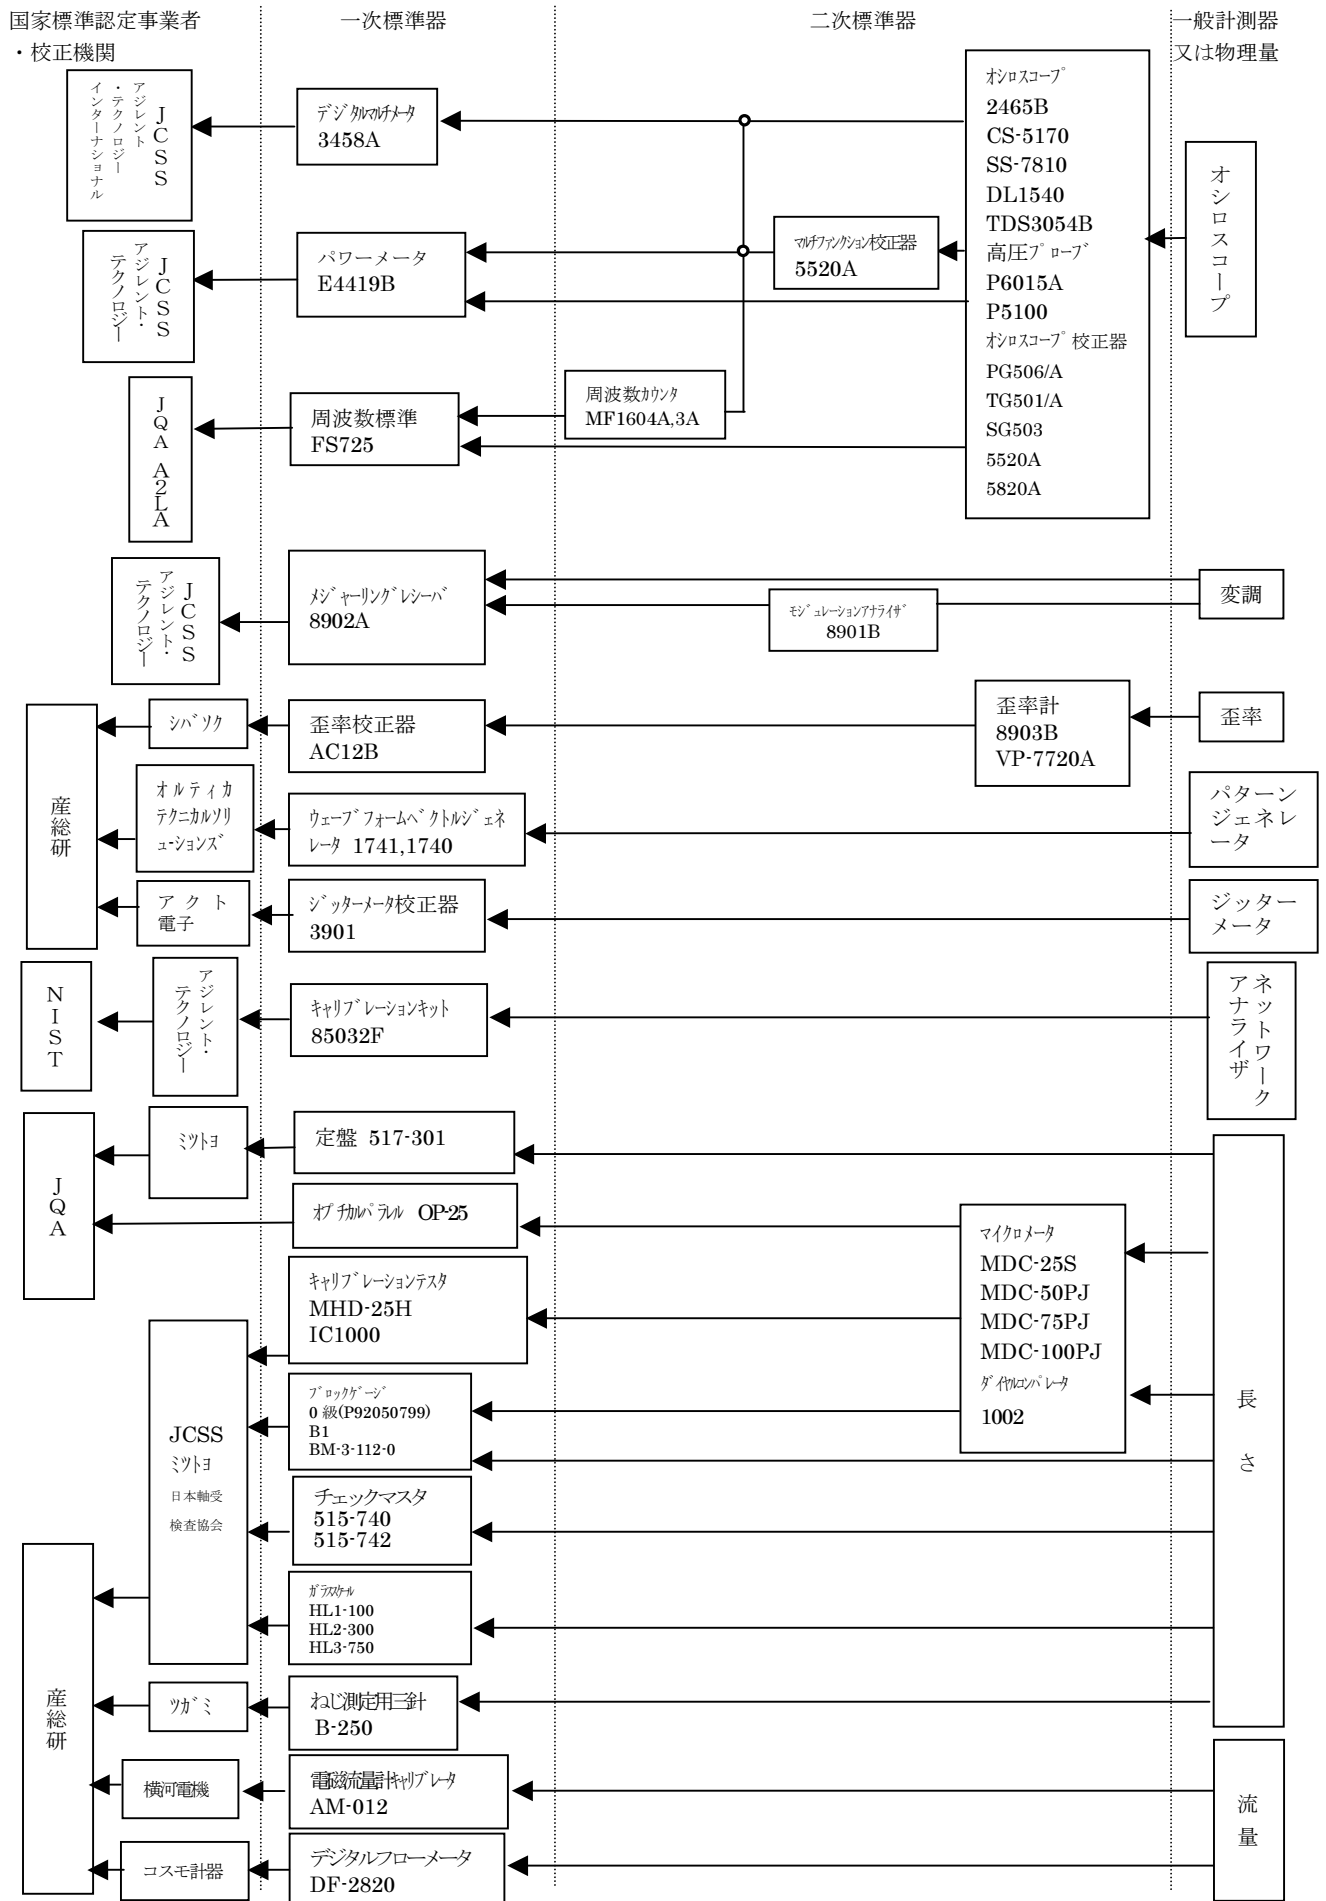 国家標準認定事業者
・校正機関
一次標準器
二次標準器
一般計測器
又は物理量
JCSS
アジレント
・テクノロジー
インターナショナル
デジタルマルチメータ
3458A
オシロスコープ
2465B
CS-5170
SS-7810
DL1540
TDS3054B
高圧プローブ
P6015A
P5100
オシロスコープ校正器
PG506/A
TG501/A
SG503
5520A
5820A
オシロスコープ
JCSS
アジレント・
テクノロジー
パワーメータ
E4419B
マルチファンクション校正器
5520A
JQA A2LA
周波数標準
FS725
周波数カウンタ
MF1604A,3A
JCSS
アジレント・
テクノロジー
メジャーリングレシーバ
8902A
モジュレーションアナライザ
8901B
変調
産総研
シバソク
歪率校正器
AC12B
歪率計
8903B
VP-7720A
歪率
オルティカ
テクニカルソリ
ューションズ
ウェーブフォームベクトルジェネ
レータ 1741,1740
パターン
ジェネレ
ータ
アクト
電子
ジッターメータ校正器
3901
ジッター
メータ
NIST
アジレント・
テクノロジー
キャリブレーションキット
85032F
ネットワーク
アナライザ
JQA
ミツトヨ
定盤 517-301
長さ
オプチカルパラレル OP-25
マイクロメータ
MDC-25S
MDC-50PJ
MDC-75PJ
MDC-100PJ
ダイヤルコンパレータ
1002
キャリブレーションテスタ
MHD-25H
IC1000
JCSS
ミツトヨ
日本軸受
検査協会
ブロックゲージ
0 級(P92050799)
B1
BM-3-112-0
チェックマスタ
515-740
515-742
ガラススケール
HL1-100
HL2-300
HL3-750
産総研
ツガミ
ねじ測定用三針
B-250
横河電機
電磁流量計キャリブレータ
AM-012
流量
コスモ計器
デジタルフローメータ
DF-2820